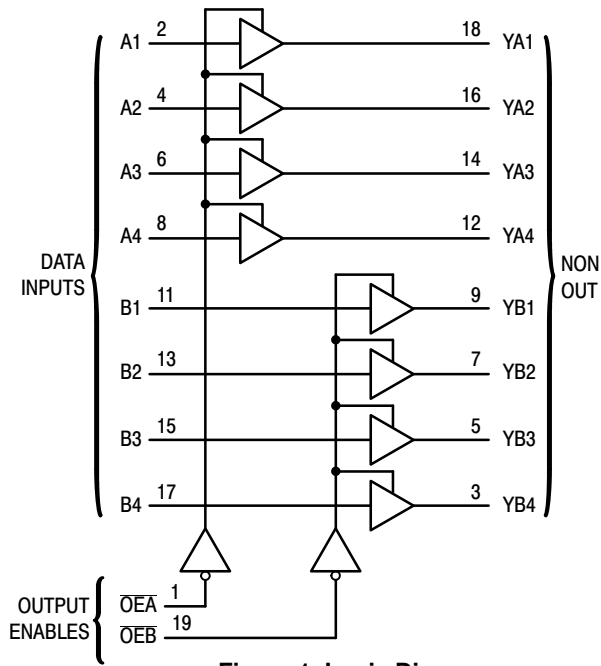 A1 2 18 YA1
A2 4 16 YA2
A3 6 14 YA3
A4 8 12 YA4
DATA
INPUTS
NON
OUT
B1 11 9 YB1
B2 13 7 YB2
B3 15 5 YB3
B4 17 3 YB4
OUTPUT
ENABLES
OEA 1
OEB 19